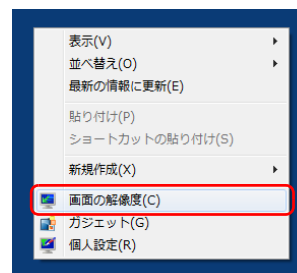 表示(V)
並べ替え(O)
最新の情報に更新(E)
貼り付け(P)
ショートカットの貼り付け(S)
新規作成(X)
画面の解像度(C)
ガジェット(G)
個人設定(R)